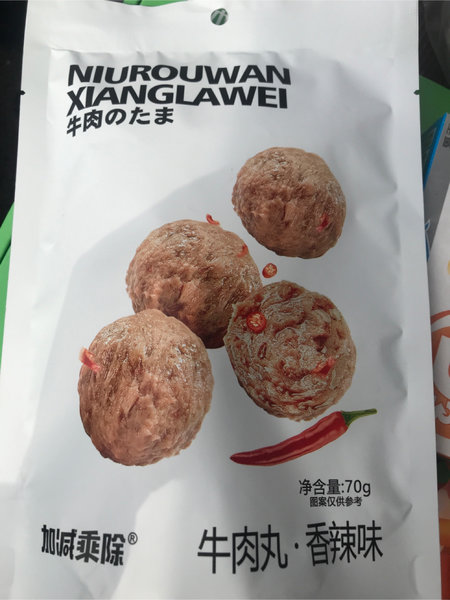 NIUROUWAN
XIANGLAWEI
牛肉のたま
净含量:70g
图案仅供参考
加减乘除®
牛肉丸·香辣味